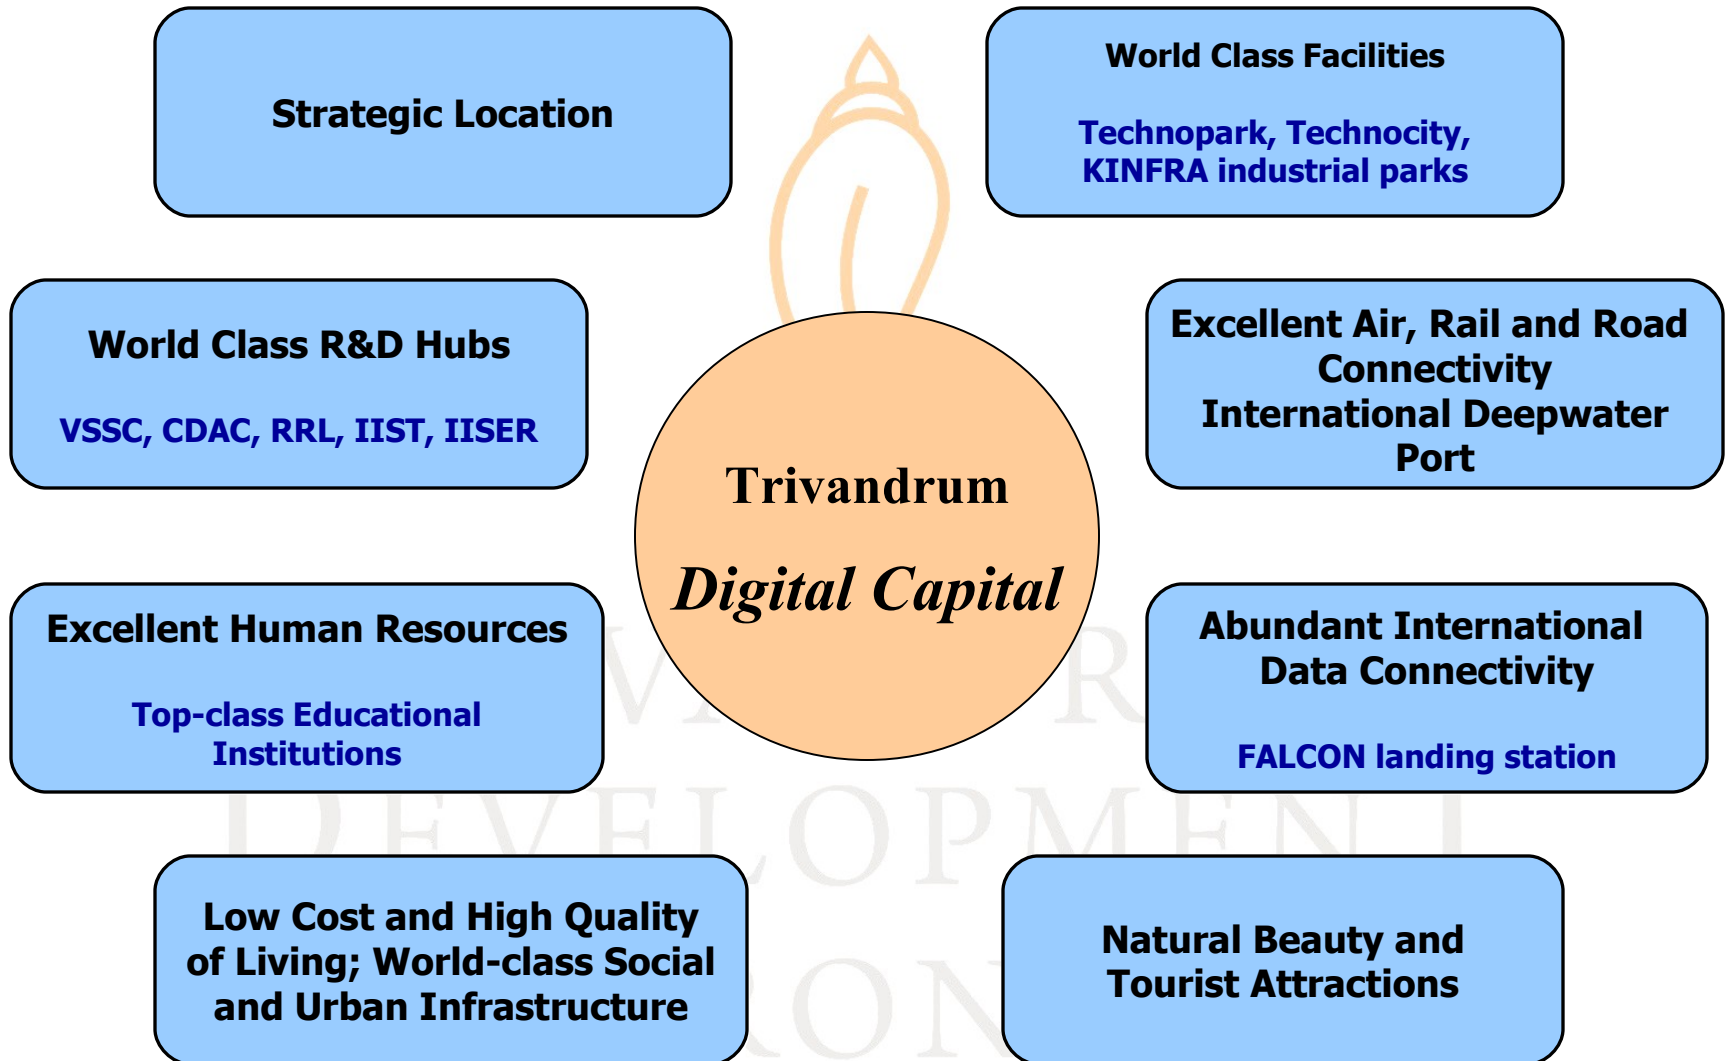 Strategic Location
World Class Facilities
Technopark, Technocity,
KINFRA industrial parks
World Class R&D Hubs
VSSC, CDAC, RRL, IIST, IISER
Excellent Air, Rail and Road
Connectivity
International Deepwater
Port
Trivandrum
Digital Capital
Excellent Human Resources
Top-class Educational
Institutions
Abundant International
Data Connectivity
FALCON landing station
Low Cost and High Quality
of Living; World-class Social
and Urban Infrastructure
Natural Beauty and
Tourist Attractions
DEVELOPMENT